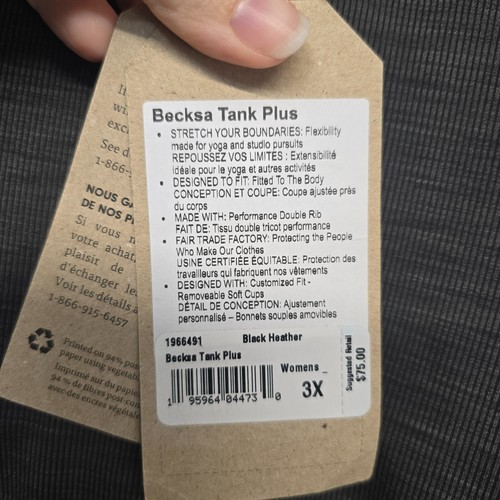 Becksa Tank Plus
• STRETCH YOUR BOUNDARIES: Flexibility
made for yoga and studio pursuits
REPOUSSEZ VOS LIMITES : Extensibilité
idéale pour le yoga et autres activités
• DESIGNED TO FIT: Fitted To The Body
CONCEPTION ET COUPE: Coupe ajustée près
du corps
• MADE WITH: Performance Double Rib
FAIT DE: Tissu double tricot performance
• FAIR TRADE FACTORY: Protecting the People
Who Make Our Clothes
USINE CERTIFIÉE ÉQUITABLE: Protection des
travailleurs qui fabriquent nos vêtements
• DESIGNED WITH: Customized Fit -
Removeable Soft Cups
DÉTAIL DE CONCEPTION: Ajustement
personnalisé – Bonnets souples amovibles
1966491 Black Heather
Becksa Tank Plus
Womens _
3X
1 95964 04473 0
Suggested Retail
$75.00
See d
1-866-
NOUS GA
DE NOS P
Si vous n
votre achat
plaisir de
d'échanger le
Voir les détails à
1-866-915-6457
Printed on 94% pos
paper using vegetab
Imprimé sur du papie
94 % de fibres post-con
avec des encres végétale